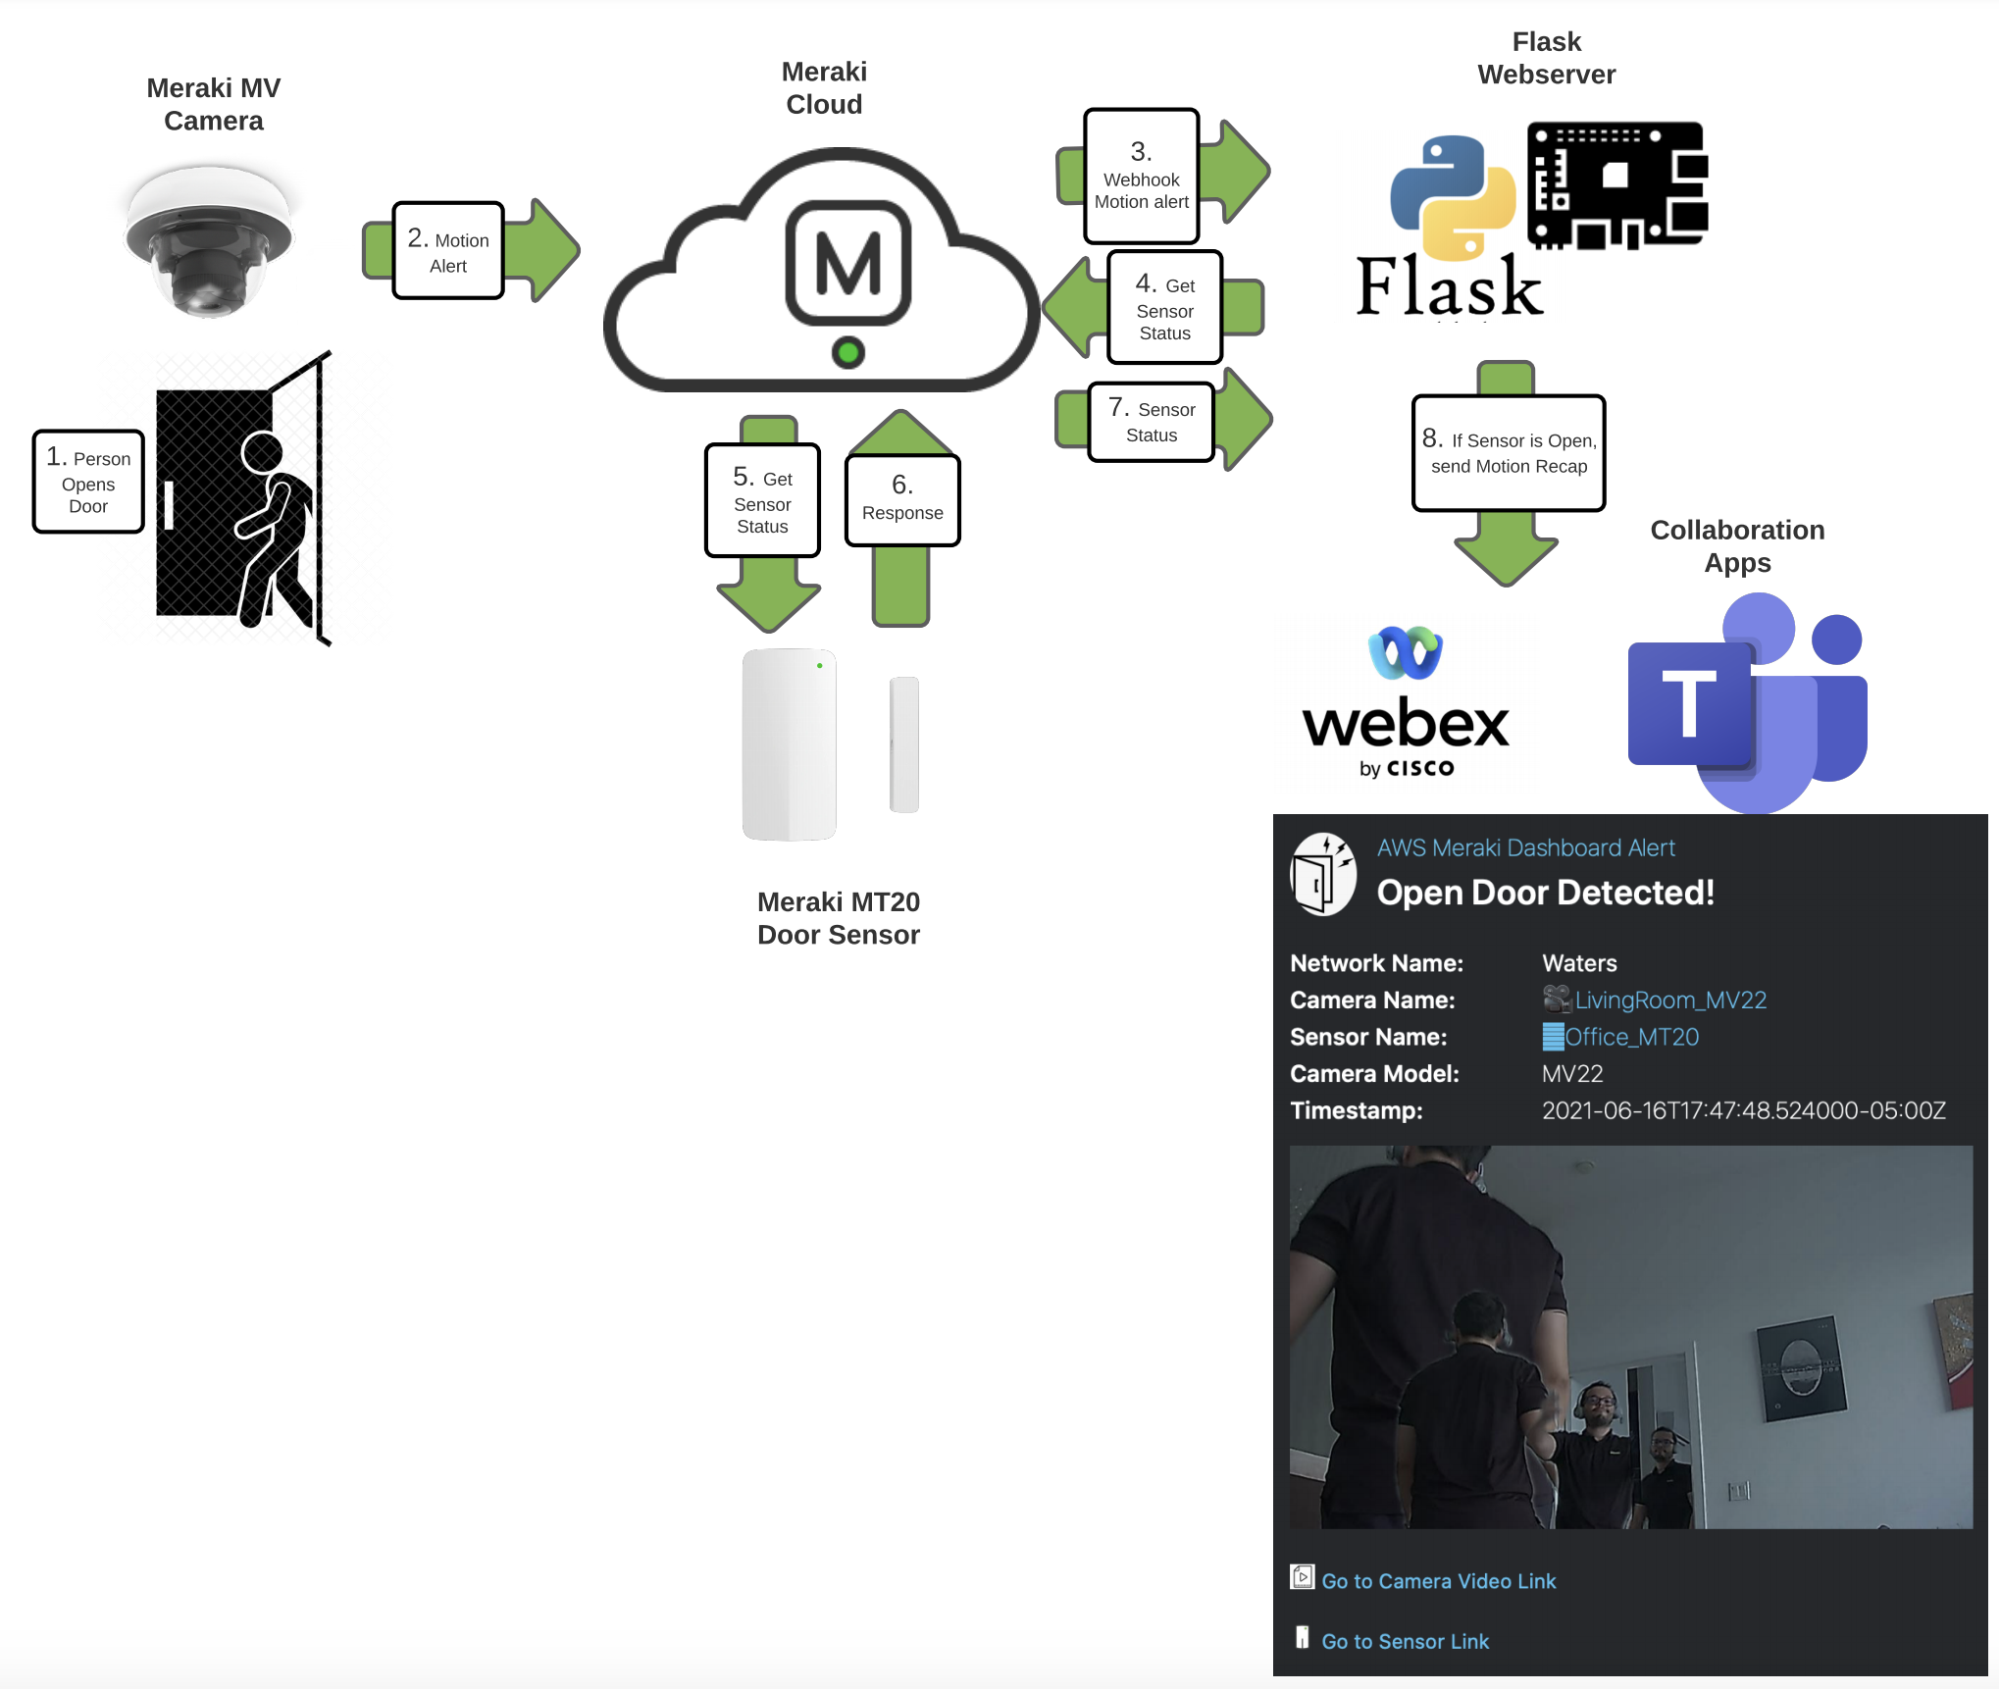 Meraki MV
Camera
1. Person
Opens
Door
2. Motion
Alert
Meraki
Cloud
M
3.
Webhook
Motion alert
4. Get
Sensor
Status
5. Get
Sensor
Status
6.
Response
7. Sensor
Status
Meraki MT20
Door Sensor
Flask
Webserver
Flask
8. If Sensor is Open,
send Motion Recap
Collaboration
Apps
webex
by CISCO
T
AWS Meraki Dashboard Alert
Open Door Detected!
Network Name: Waters
Camera Name: LivingRoom_MV22
Sensor Name: Office_MT20
Camera Model: MV22
Timestamp: 2021-06-16T17:47:48.524000-05:00Z
Go to Camera Video Link
Go to Sensor Link